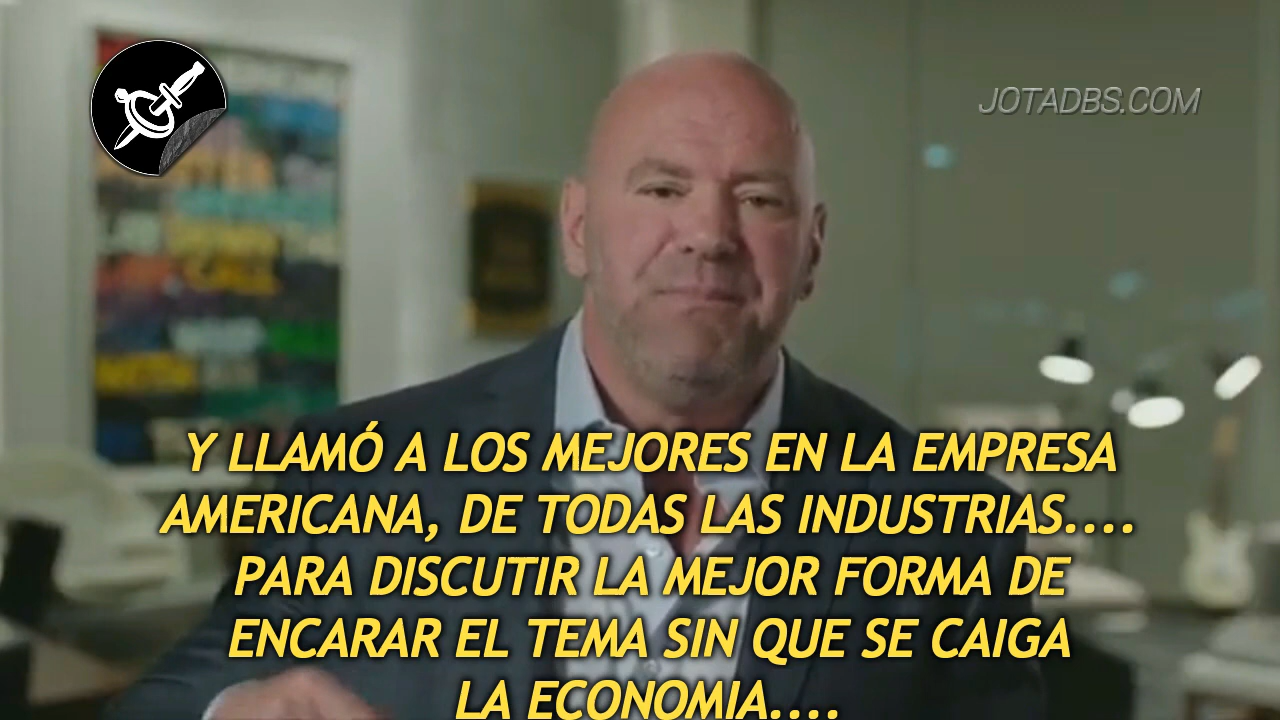 JOTADBS.COM
Y LLAMÓ A LOS MEJORES EN LA EMPRESA
AMERICANA, DE TODAS LAS INDUSTRIAS....
PARA DISCUTIR LA MEJOR FORMA DE
ENCARAR EL TEMA SIN QUE SE CAIGA
LA ECONOMIA....